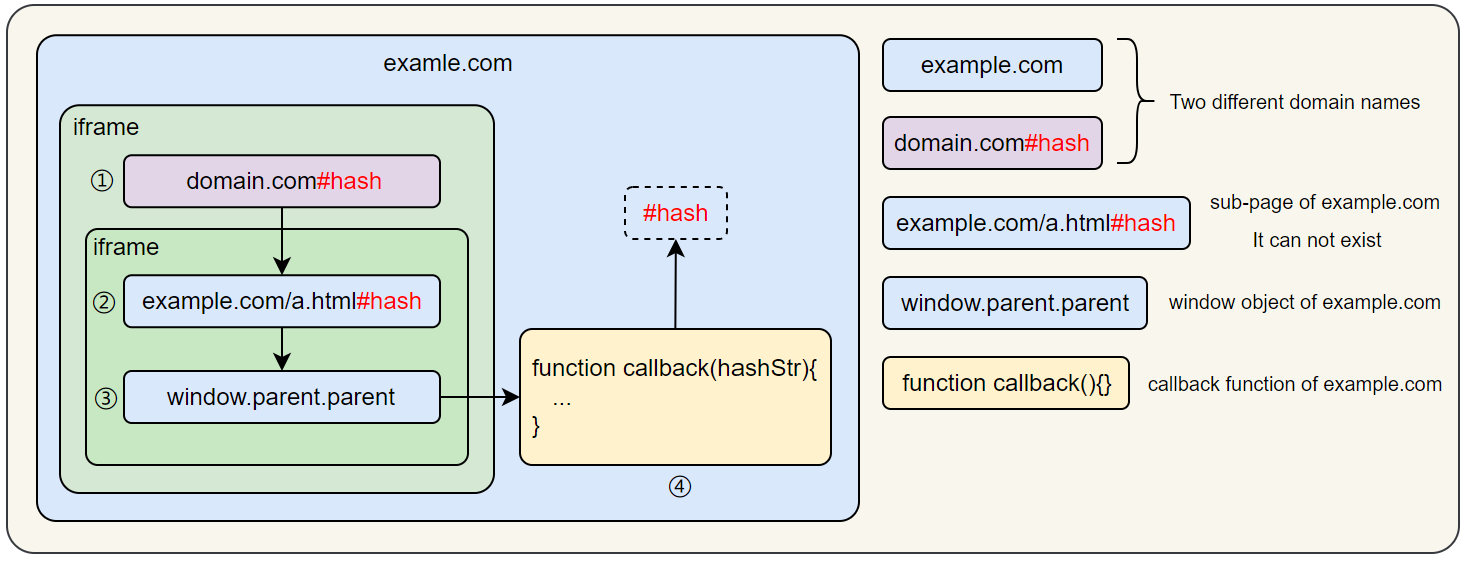 examle.com
iframe
① domain.com#hash
iframe
② example.com/a.html#hash
③ window.parent.parent
#hash
function callback(hashStr){
...
}
④
example.com
domain.com#hash
Two different domain names
example.com/a.html#hash
sub-page of example.com
It can not exist
window.parent.parent
window object of example.com
function callback(){}
callback function of example.com